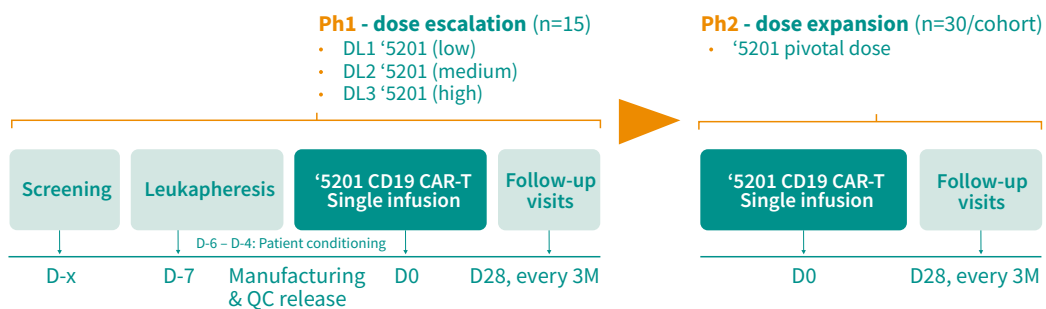 Ph1 - dose escalation (n=15)
• DL1 ‘5201 (low)
• DL2 ‘5201 (medium)
• DL3 ‘5201 (high)
Ph2 - dose expansion (n=30/cohort)
• ‘5201 pivotal dose
Screening
Leukapheresis
‘5201 CD19 CAR-T
Single infusion
Follow-up
visits
D-6 – D-4: Patient conditioning
D-x
D-7
Manufacturing
& QC release
D0
D28, every 3M
‘5201 CD19 CAR-T
Single infusion
Follow-up
visits
D0
D28, every 3M